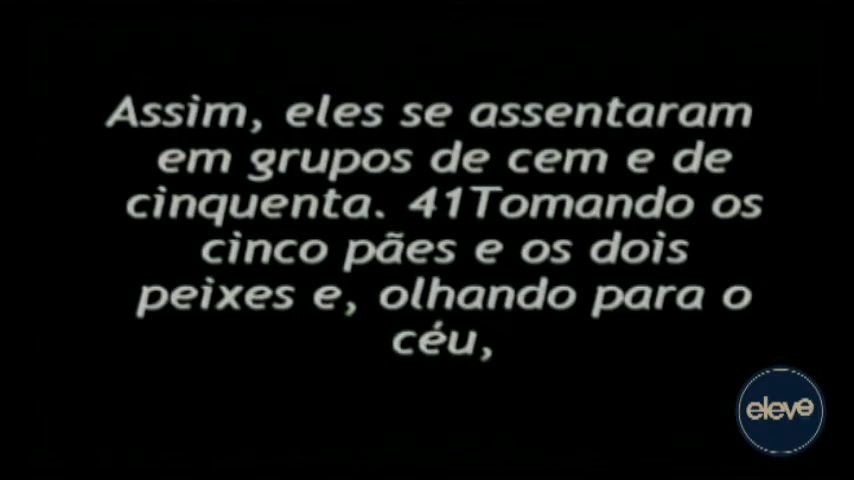 Assim, eles se assentaram
em grupos de cem e de
cinquenta. 41Tomando os
cinco pães e os dois
peixes e, olhando para o
céu,
eleve